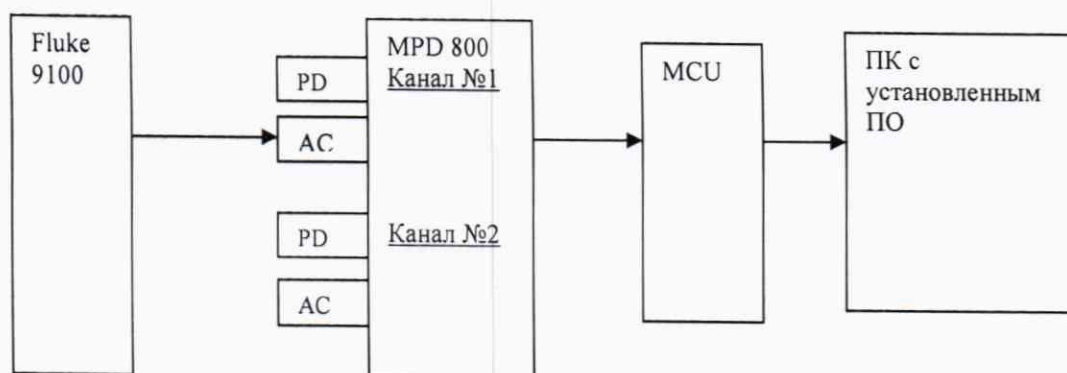 Fluke
9100
PD
AC
PD
AC
MPD 800
Канал №1
Канал №2
MCU
ПК с
установленным
ПО